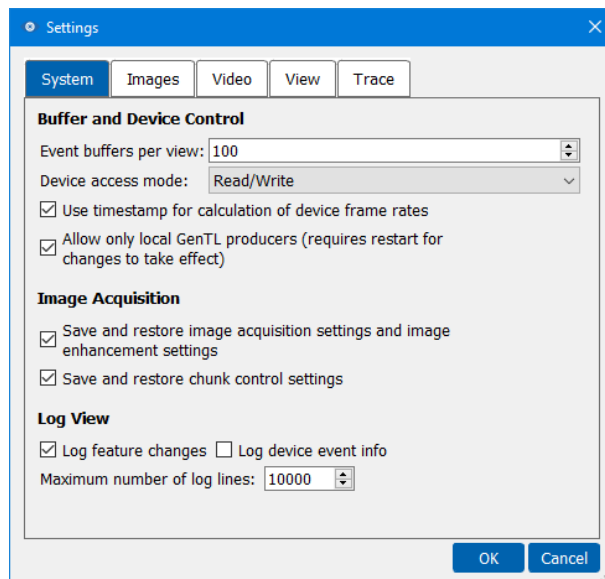 Settings
System Images Video View Trace
Buffer and Device Control
Event buffers per view: 100
Device access mode: Read/Write
Use timestamp for calculation of device frame rates
Allow only local GenTL producers (requires restart for
changes to take effect)
Image Acquisition
Save and restore image acquisition settings and image
enhancement settings
Save and restore chunk control settings
Log View
Log feature changes Log device event info
Maximum number of log lines: 10000
OK Cancel